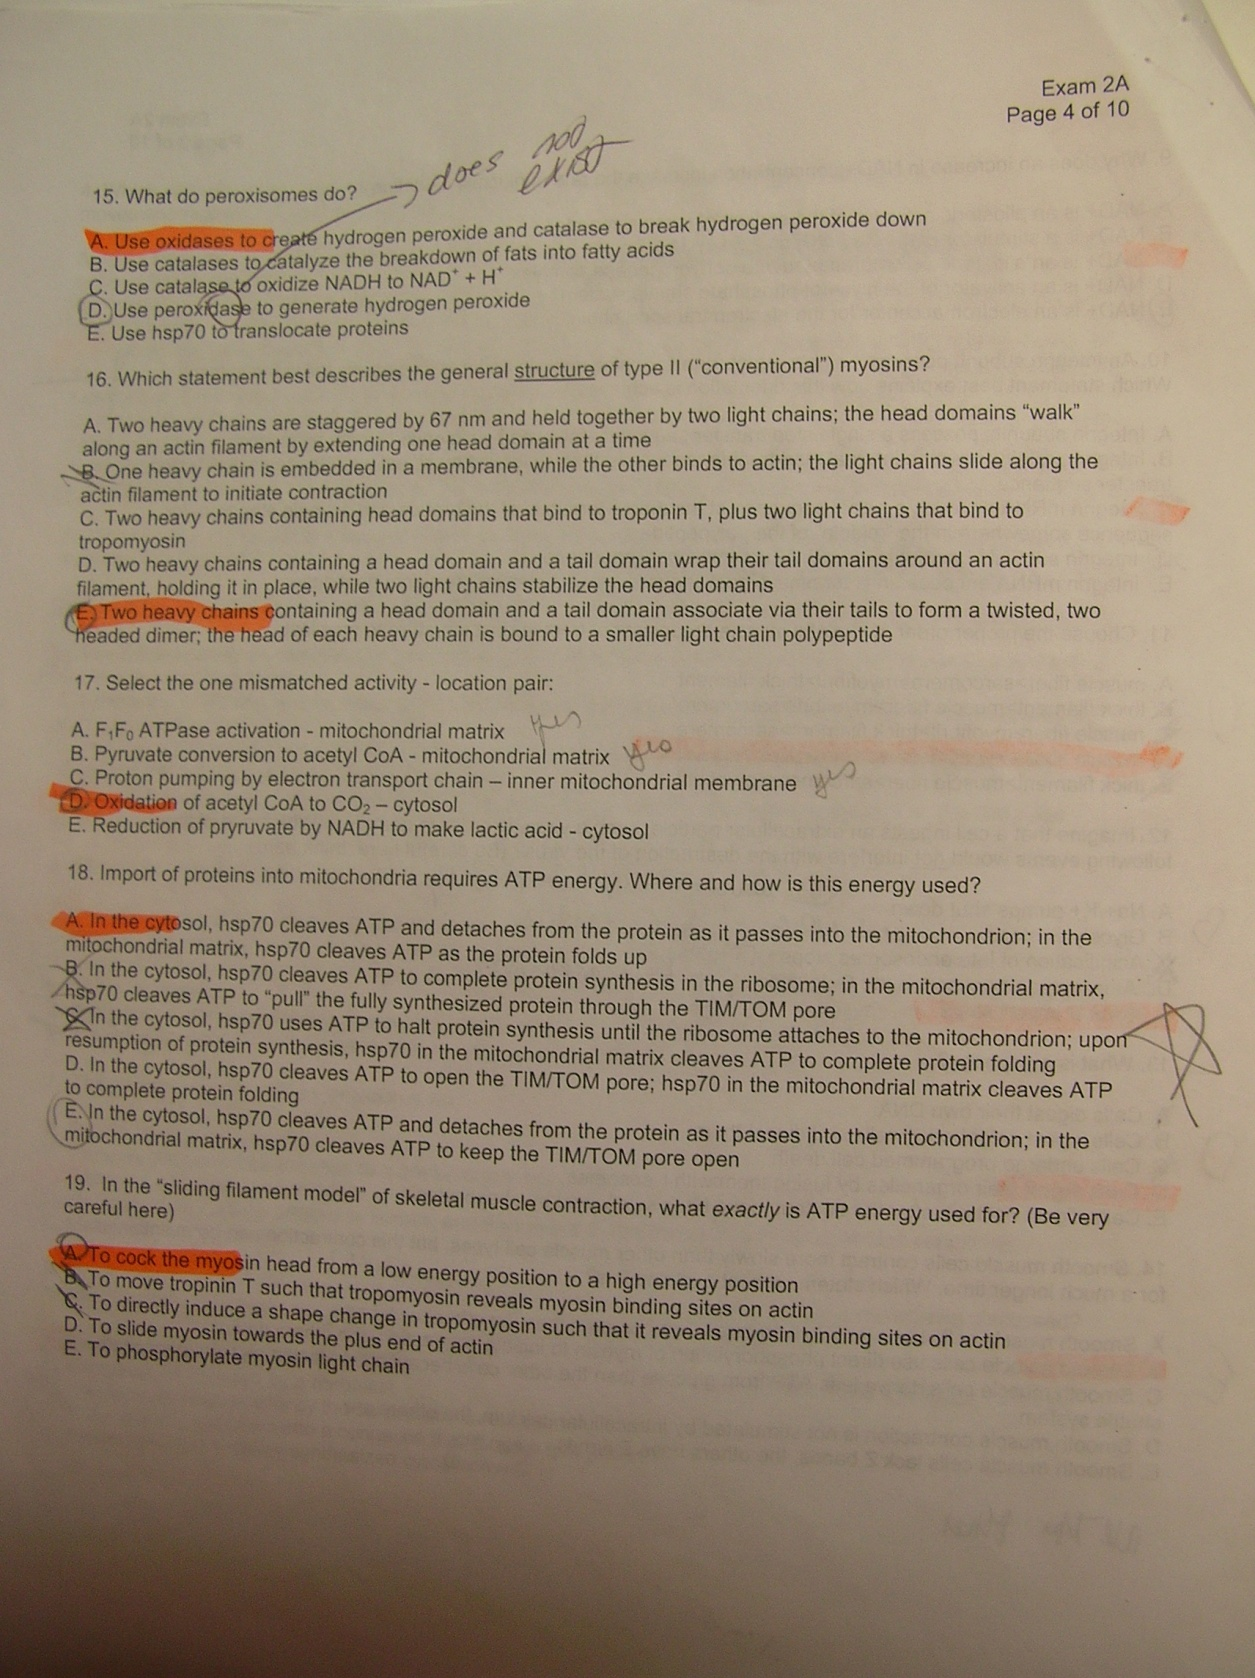 Exam 2A
Page 4 of 10
does not
exist
15. What do peroxisomes do?
A. Use oxidases to create hydrogen peroxide and catalase to break hydrogen peroxide down
B. Use catalases to catalyze the breakdown of fats into fatty acids
C. Use catalase to oxidize NADH to NAD⁺ + H⁺
D. Use peroxidase to generate hydrogen peroxide
E. Use hsp70 to translocate proteins
16. Which statement best describes the general structure of type II (“conventional”) myosins?
A. Two heavy chains are staggered by 67 nm and held together by two light chains; the head domains “walk”
along an actin filament by extending one head domain at a time
B. One heavy chain is embedded in a membrane, while the other binds to actin; the light chains slide along the
actin filament to initiate contraction
C. Two heavy chains containing head domains that bind to troponin T, plus two light chains that bind to
tropomyosin
D. Two heavy chains containing a head domain and a tail domain wrap their tail domains around an actin
filament, holding it in place, while two light chains stabilize the head domains
E. Two heavy chains containing a head domain and a tail domain associate via their tails to form a twisted, two
headed dimer; the head of each heavy chain is bound to a smaller light chain polypeptide
17. Select the one mismatched activity - location pair:
A. F₁F₀ ATPase activation - mitochondrial matrix yes
B. Pyruvate conversion to acetyl CoA - mitochondrial matrix yes
C. Proton pumping by electron transport chain – inner mitochondrial membrane yes
D. Oxidation of acetyl CoA to CO₂ – cytosol
E. Reduction of pryruvate by NADH to make lactic acid - cytosol
18. Import of proteins into mitochondria requires ATP energy. Where and how is this energy used?
A. In the cytosol, hsp70 cleaves ATP and detaches from the protein as it passes into the mitochondrion; in the
mitochondrial matrix, hsp70 cleaves ATP as the protein folds up
B. In the cytosol, hsp70 cleaves ATP to complete protein synthesis in the ribosome; in the mitochondrial matrix,
hsp70 cleaves ATP to “pull” the fully synthesized protein through the TIM/TOM pore
C. In the cytosol, hsp70 uses ATP to halt protein synthesis until the ribosome attaches to the mitochondrion; upon
resumption of protein synthesis, hsp70 in the mitochondrial matrix cleaves ATP to complete protein folding
D. In the cytosol, hsp70 cleaves ATP to open the TIM/TOM pore; hsp70 in the mitochondrial matrix cleaves ATP
to complete protein folding
E. In the cytosol, hsp70 cleaves ATP and detaches from the protein as it passes into the mitochondrion; in the
mitochondrial matrix, hsp70 cleaves ATP to keep the TIM/TOM pore open
19. In the “sliding filament model” of skeletal muscle contraction, what exactly is ATP energy used for? (Be very
careful here)
A. To cock the myosin head from a low energy position to a high energy position
B. To move tropinin T such that tropomyosin reveals myosin binding sites on actin
C. To directly induce a shape change in tropomyosin such that it reveals myosin binding sites on actin
D. To slide myosin towards the plus end of actin
E. To phosphorylate myosin light chain